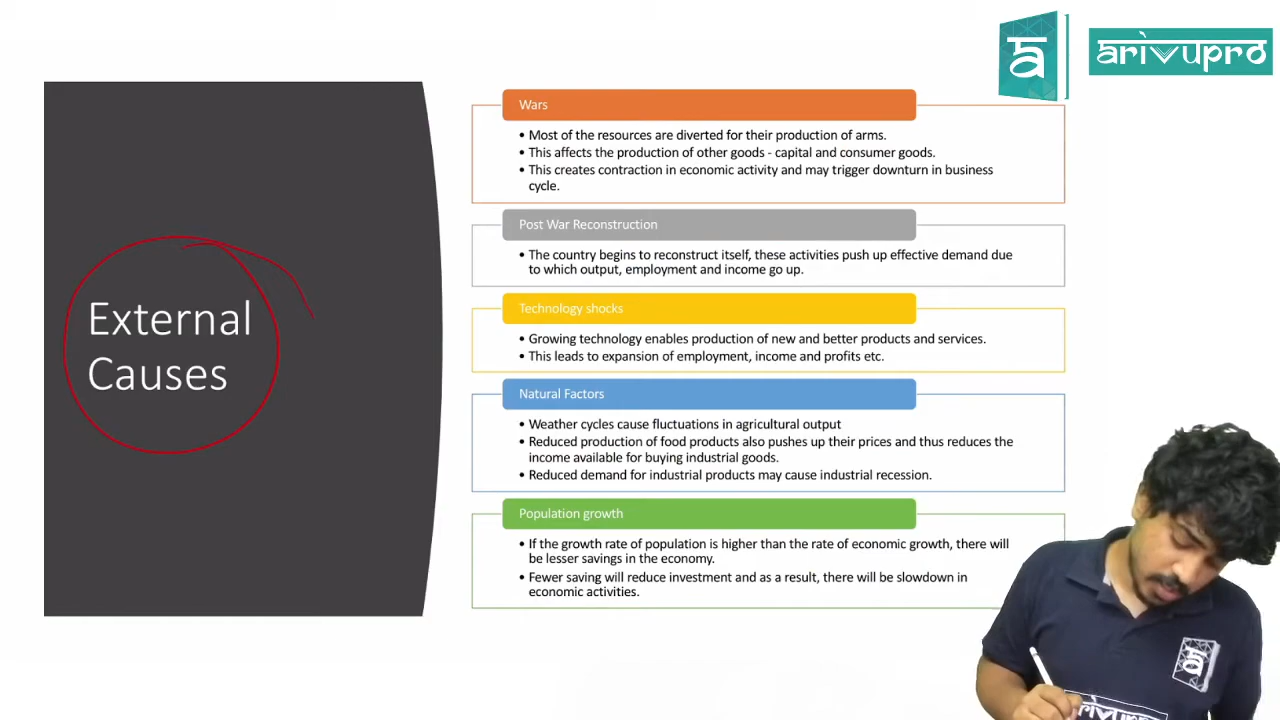 arivupro
External
Causes
Wars
• Most of the resources are diverted for their production of arms.
• This affects the production of other goods - capital and consumer goods.
• This creates contraction in economic activity and may trigger downturn in business
cycle.
Post War Reconstruction
• The country begins to reconstruct itself, these activities push up effective demand due
to which output, employment and income go up.
Technology shocks
• Growing technology enables production of new and better products and services.
• This leads to expansion of employment, income and profits etc.
Natural Factors
• Weather cycles cause fluctuations in agricultural output
• Reduced production of food products also pushes up their prices and thus reduces the
income available for buying industrial goods.
• Reduced demand for industrial products may cause industrial recession.
Population growth
• If the growth rate of population is higher than the rate of economic growth, there will
be lesser savings in the economy.
• Fewer saving will reduce investment and as a result, there will be slowdown in
economic activities.
arivupro